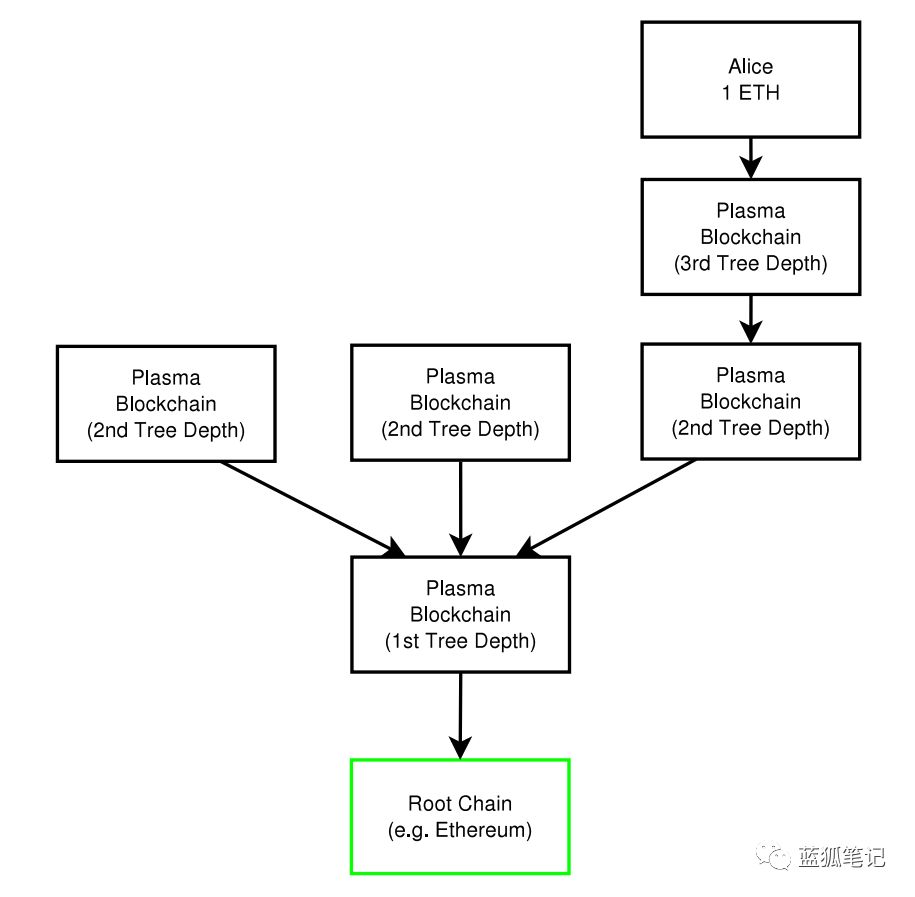 Alice
1 ETH
Plasma
Blockchain
(3rd Tree Depth)
Plasma
Blockchain
(2nd Tree Depth)
Plasma
Blockchain
(2nd Tree Depth)
Plasma
Blockchain
(2nd Tree Depth)
Plasma
Blockchain
(1st Tree Depth)
Root Chain
(e.g. Ethereum)
蓝狐笔记